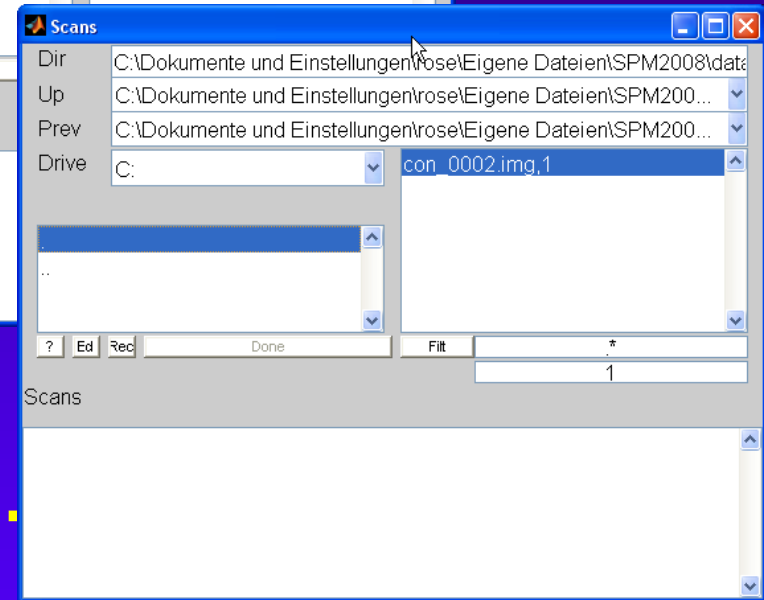 Scans
Dir C:\Dokumente und Einstellungen\rose\Eigene Dateien\SPM2008\data
Up C:\Dokumente und Einstellungen\rose\Eigene Dateien\SPM200...
Prev C:\Dokumente und Einstellungen\rose\Eigene Dateien\SPM200...
Drive C:
con_0002.img,1
.
..
? Ed Rec Done Filt .*
1
Scans